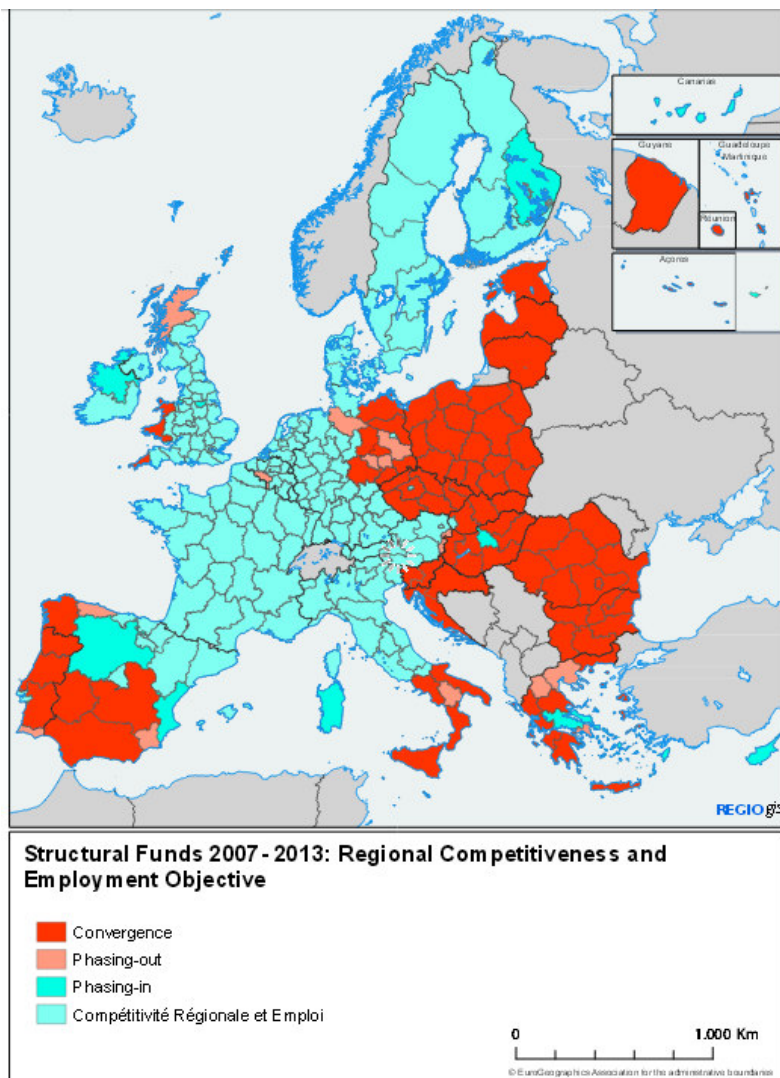 Canarias
Guyane
Guadeloupe
Martinique
Réunion
Açores
REGIOgis
Structural Funds 2007 - 2013: Regional Competitiveness and
Employment Objective
Convergence
Phasing-out
Phasing-in
Compétitivité Régionale et Emploi
0 1.000 Km
© EuroGeographics Association for the administrative boundaries